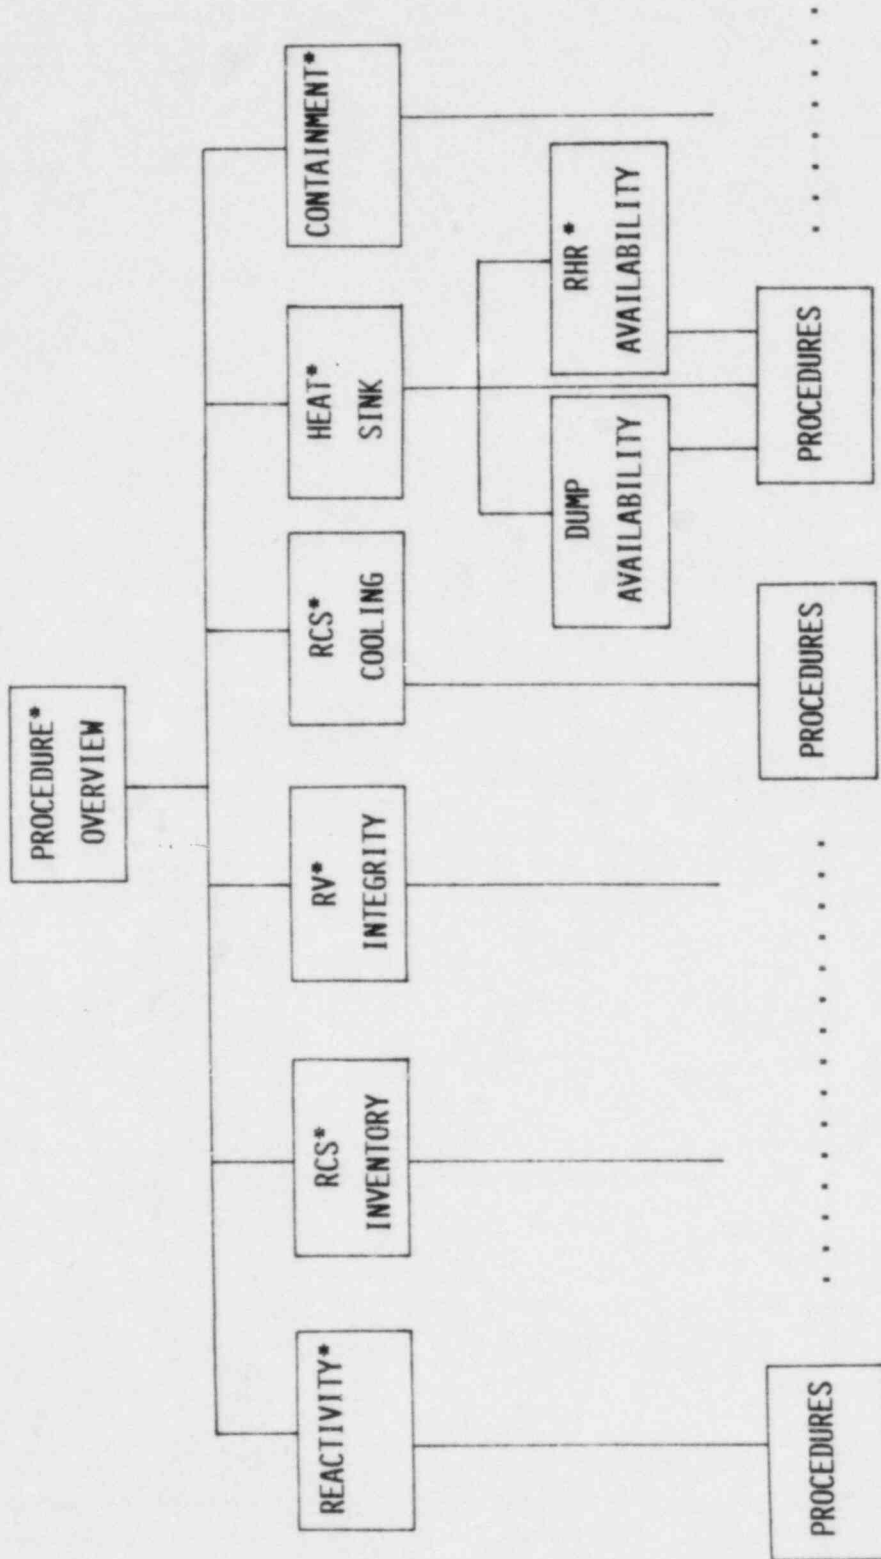 PROCEDURE*
OVERVIEW
REACTIVITY*
RCS*
INVENTORY
RV*
INTEGRITY
RCS*
COOLING
HEAT*
SINK
CONTAINMENT*
DUMP
AVAILABILITY
RHR*
AVAILABILITY
PROCEDURES
PROCEDURES
PROCEDURES